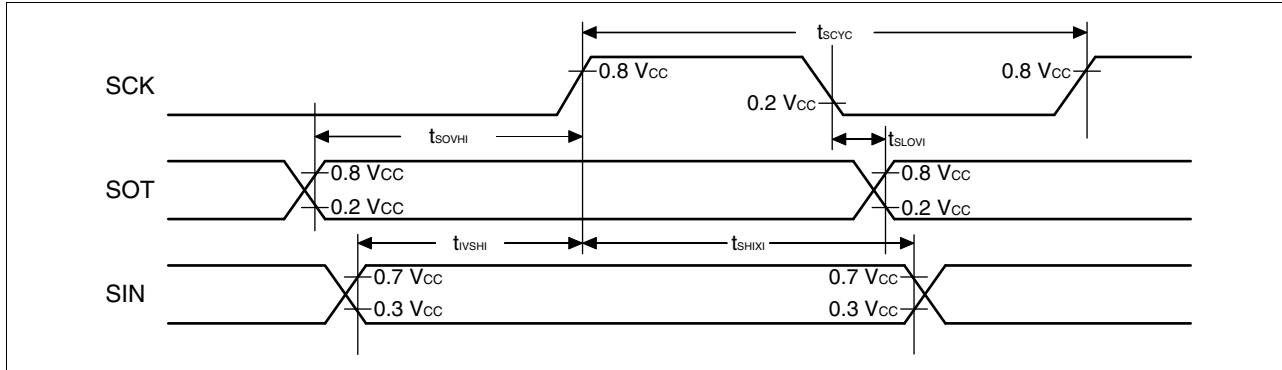 tSCYC
SCK
0.8 VCC
0.8 VCC
0.2 VCC
tSOVHI
tSLOVI
SOT
0.8 VCC
0.8 VCC
0.2 VCC
0.2 VCC
tIVSHI
tSHIXI
SIN
0.7 VCC
0.7 VCC
0.3 VCC
0.3 VCC